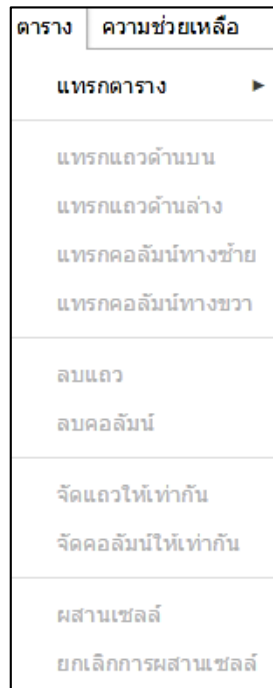 ตาราง ความช่วยเหลือ
แทรกตาราง
แทรกแถวด้านบน
แทรกแถวด้านล่าง
แทรกคอลัมน์ทางซ้าย
แทรกคอลัมน์ทางขวา
ลบแถว
ลบคอลัมน์
จัดแถวให้เท่ากัน
จัดคอลัมน์ให้เท่ากัน
ผสานเซลล์
ยกเลิกการผสานเซลล์